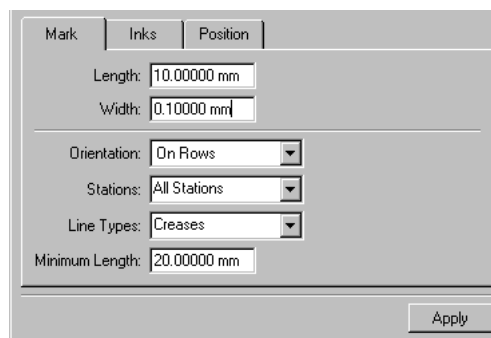 Mark Inks Position
Length: 10.00000 mm
Width: 0.10000 mm
Orientation: On Rows
Stations: All Stations
Line Types: Creases
Minimum Length: 20.00000 mm
Apply